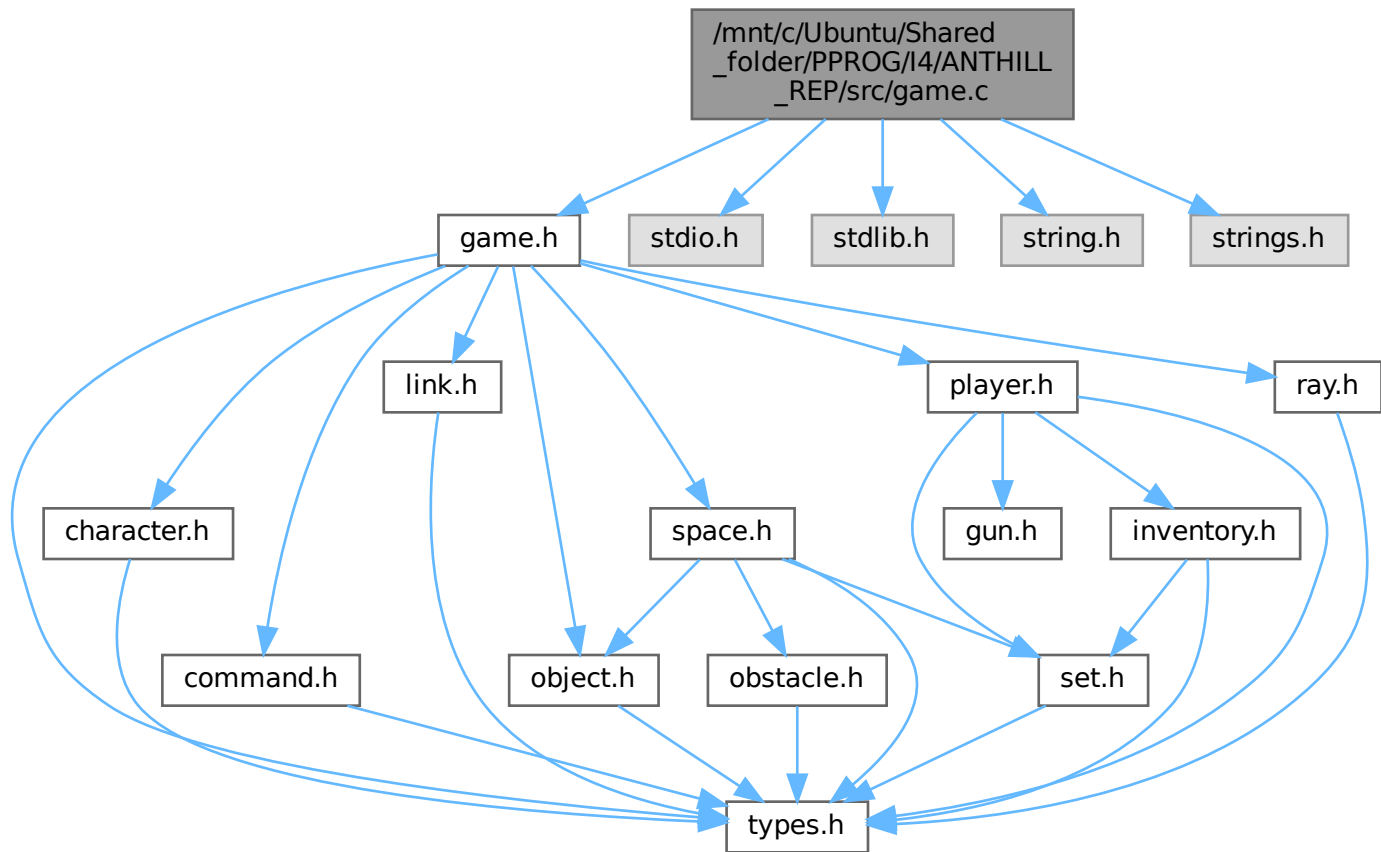 /mnt/c/Ubuntu/Shared
_folder/PPROG/I4/ANTHILL
_REP/src/game.c
game.h
stdio.h
stdlib.h
string.h
strings.h
link.h
player.h
ray.h
character.h
space.h
gun.h
inventory.h
command.h
object.h
obstacle.h
set.h
types.h